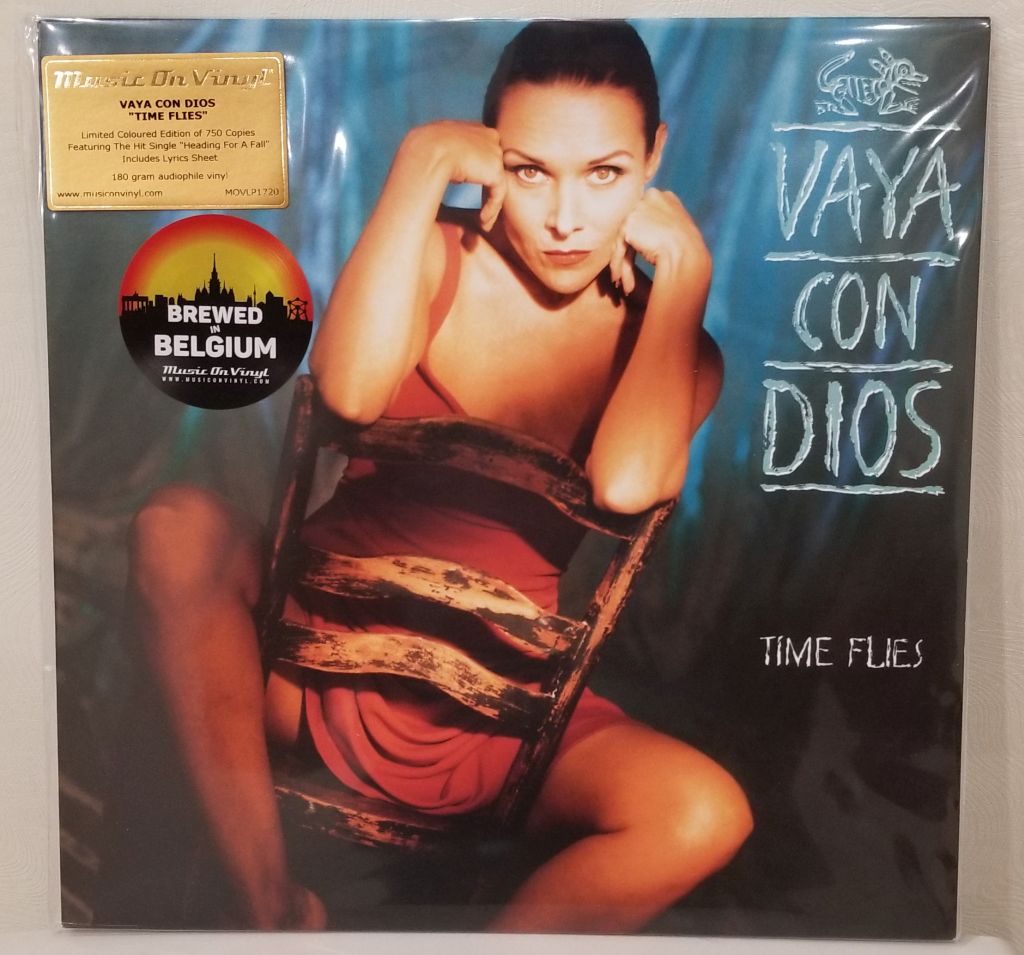 Music On Vinyl
VAYA CON DIOS
"TIME FLIES"
Limited Coloured Edition of 750 Copies
Featuring The Hit Single "Heading For A Fall"
Includes Lyrics Sheet
180 gram audiophile vinyl
www.musiconvinyl.com MOVLP1720
BREWED
IN
BELGIUM
Music On Vinyl
WWW.MUSICONVINYL.COM
VAYA
CON
DIOS
TIME FLIES